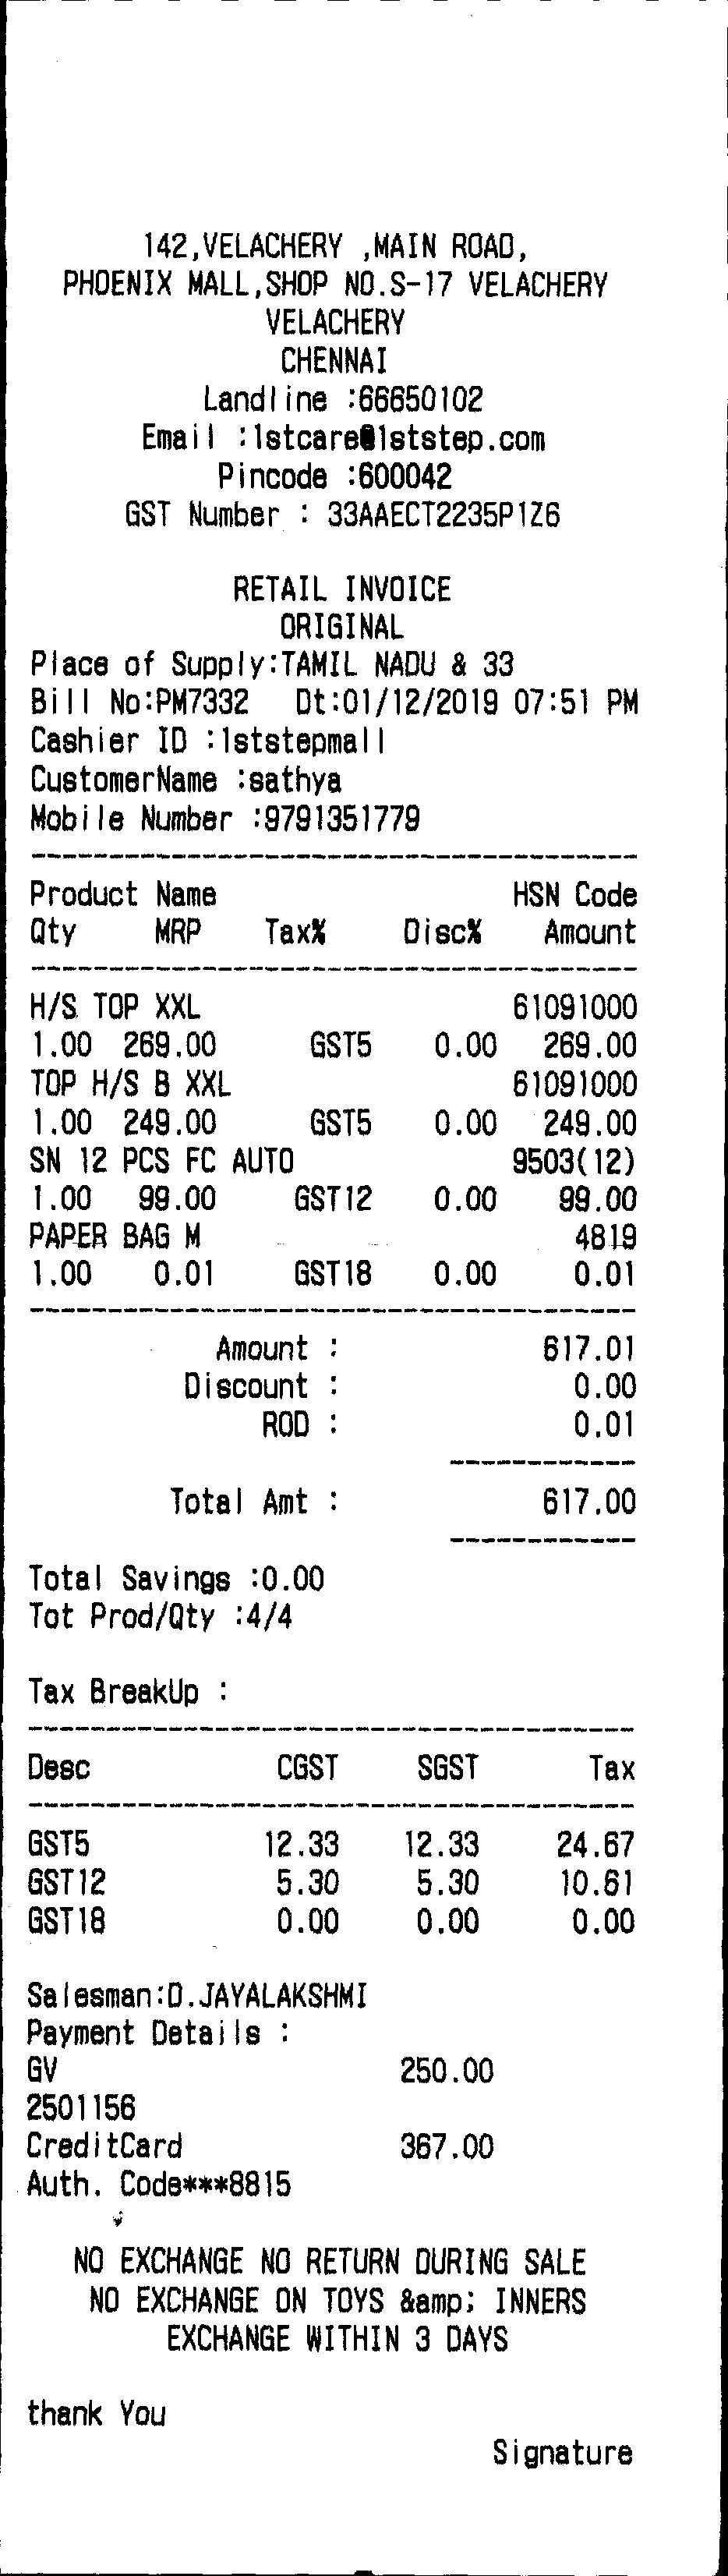 142,VELACHERY ,MAIN ROAD,
PHOENIX MALL,SHOP NO.S-17 VELACHERY
VELACHERY
CHENNAI
Landline :66650102
Email :1stcare@1ststep.com
Pincode :600042
GST Number : 33AAECT2235P1Z6
RETAIL INVOICE
ORIGINAL
Place of Supply:TAMIL NADU & 33
Bill No:PM7332 Dt:01/12/2019 07:51 PM
Cashier ID :1ststepmall
CustomerName :sathya
Mobile Number :9791351779
Product Name HSN Code
Qty MRP Tax% Disc% Amount
H/S TOP XXL 61091000
1.00 269.00 GST5 0.00 269.00
TOP H/S B XXL 61091000
1.00 249.00 GST5 0.00 249.00
SN 12 PCS FC AUTO 9503(12)
1.00 99.00 GST12 0.00 99.00
PAPER BAG M 4819
1.00 0.01 GST18 0.00 0.01
Amount : 617.01
Discount : 0.00
ROD : 0.01
Total Amt : 617.00
Total Savings :0.00
Tot Prod/Qty :4/4
Tax BreakUp :
Desc CGST SGST Tax
GST5 12.33 12.33 24.67
GST12 5.30 5.30 10.61
GST18 0.00 0.00 0.00
Salesman:D.JAYALAKSHMI
Payment Details :
GV 250.00
2501156
CreditCard 367.00
Auth. Code***8815
NO EXCHANGE NO RETURN DURING SALE
NO EXCHANGE ON TOYS &amp; INNERS
EXCHANGE WITHIN 3 DAYS
thank You
Signature